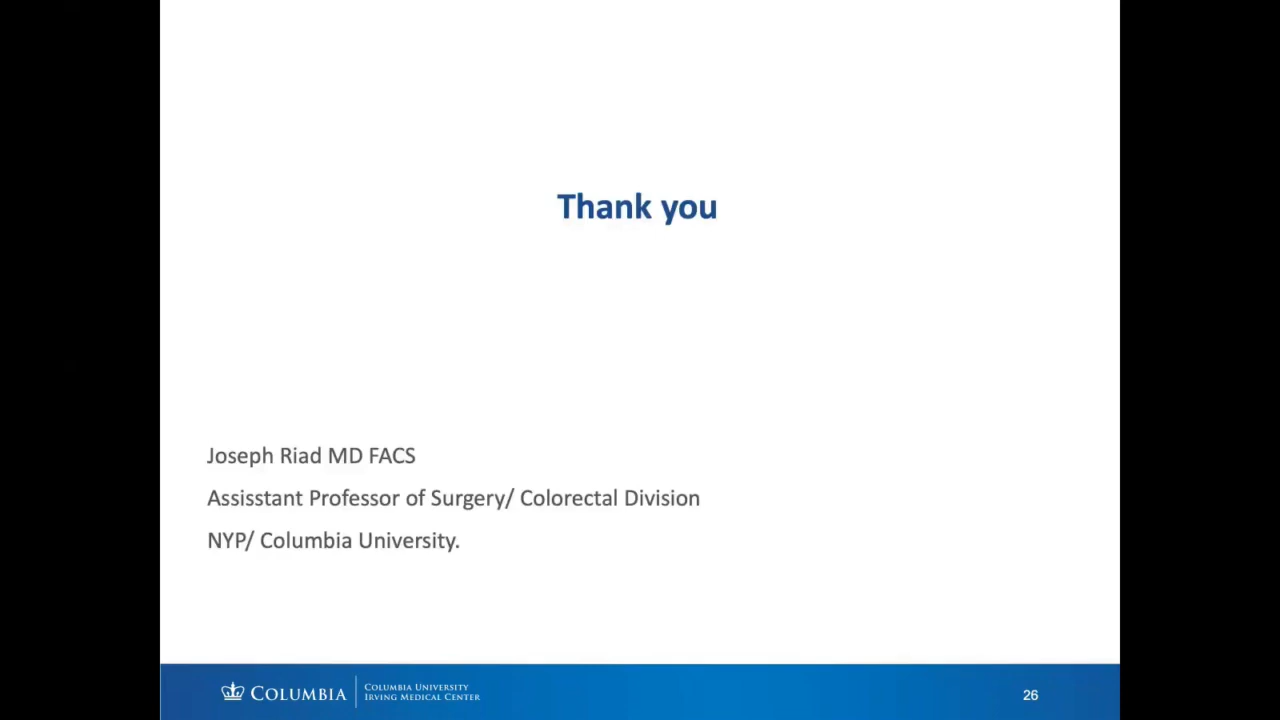 Thank you
Joseph Riad MD FACS
Assisstant Professor of Surgery/ Colorectal Division
NYP/ Columbia University.
COLUMBIA
COLUMBIA UNIVERSITY
IRVING MEDICAL CENTER
26